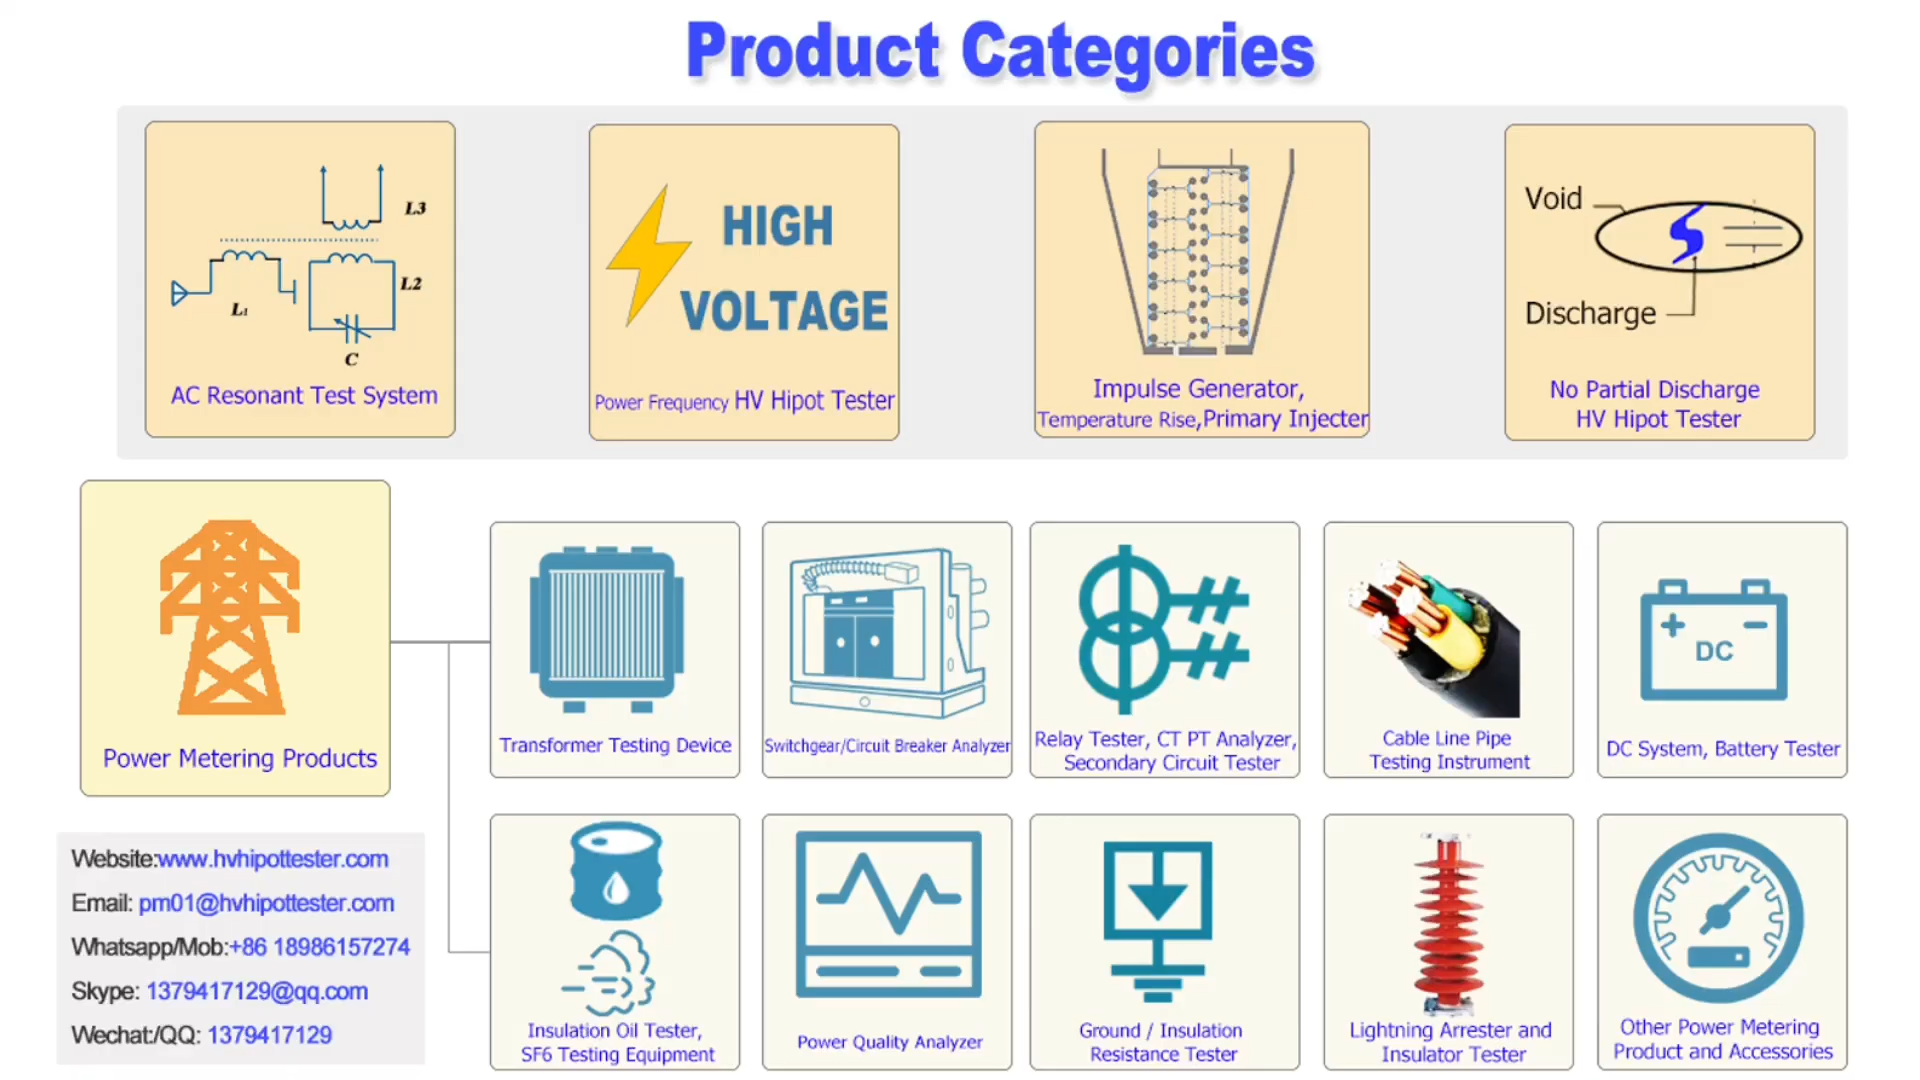 Product Categories
L3
L2
L1
C
AC Resonant Test System
HIGH
VOLTAGE
Power Frequency HV Hipot Tester
Impulse Generator,
Temperature Rise,Primary Injecter
Void
Discharge
No Partial Discharge
HV Hipot Tester
Power Metering Products
Transformer Testing Device
Switchgear/Circuit Breaker Analyzer
Relay Tester, CT PT Analyzer,
Secondary Circuit Tester
Cable Line Pipe
Testing Instrument
+ −
DC
DC System, Battery Tester
Website:www.hvhipottester.com
Email: pm01@hvhipottester.com
Whatsapp/Mob:+86 18986157274
Skype: 1379417129@qq.com
Wechat:/QQ: 1379417129
Insulation Oil Tester,
SF6 Testing Equipment
Power Quality Analyzer
Ground / Insulation
Resistance Tester
Lightning Arrester and
Insulator Tester
Other Power Metering
Product and Accessories